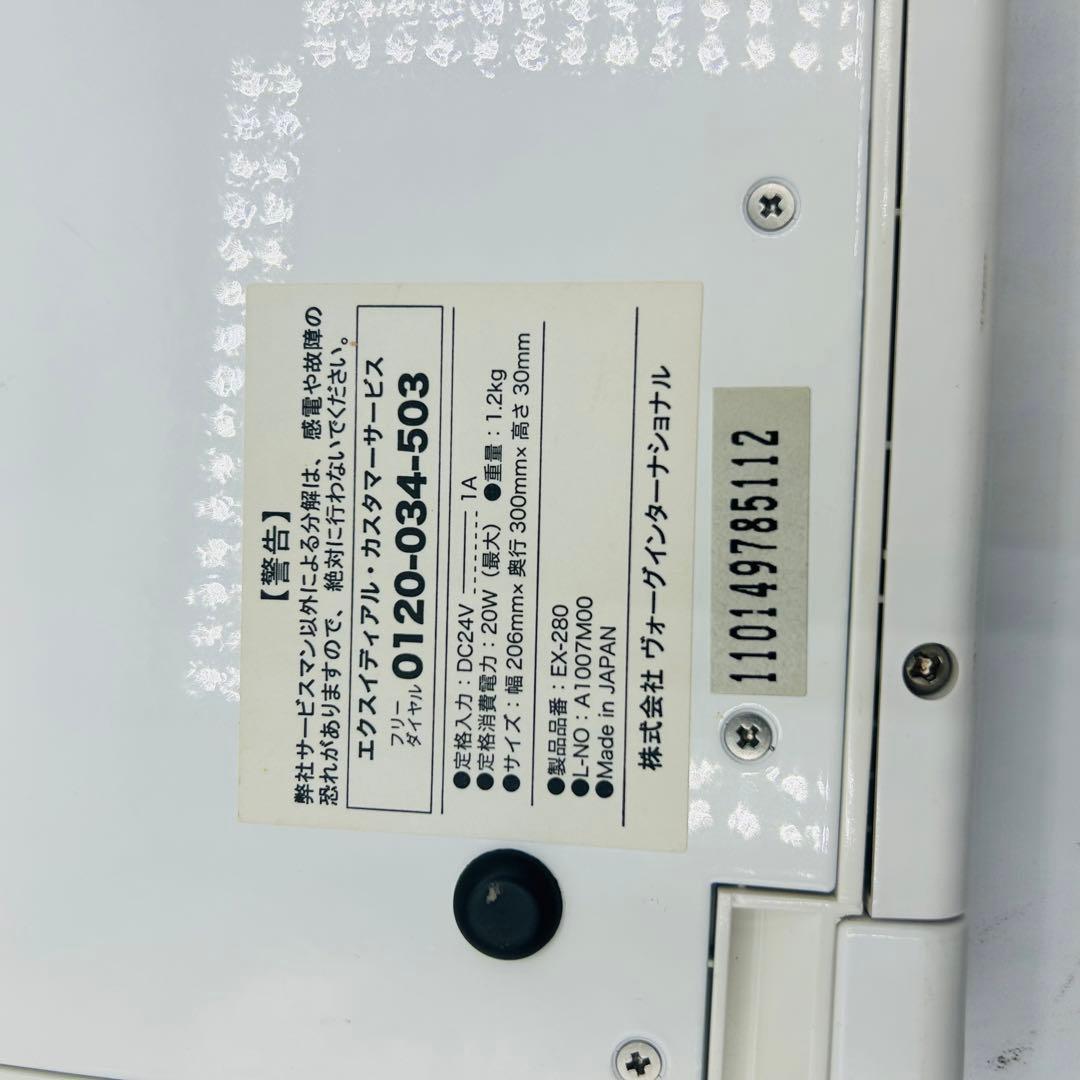 【警告】
弊社サービスマン以外による分解は、感電や故障の
恐れがありますので、絶対に行わないでください。
エクスイディアル・カスタマーサービス
フリーダイヤル 0120-034-503
●定格入力：DC24V 1A
●定格消費電力：20W（最大） ●重量：1.2kg
●サイズ：幅 206mm× 奥行 300mm× 高さ 30mm
●製品品番：EX-280
●L-NO：A1007M00
●Made in JAPAN
株式会社 ヴォーグインターナショナル
110149785112